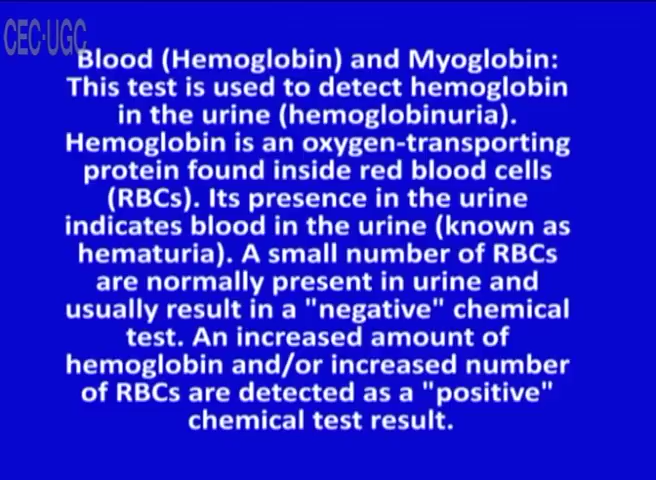 CEC-UGC
Blood (Hemoglobin) and Myoglobin:
This test is used to detect hemoglobin
in the urine (hemoglobinuria).
Hemoglobin is an oxygen-transporting
protein found inside red blood cells
(RBCs). Its presence in the urine
indicates blood in the urine (known as
hematuria). A small number of RBCs
are normally present in urine and
usually result in a "negative" chemical
test. An increased amount of
hemoglobin and/or increased number
of RBCs are detected as a "positive"
chemical test result.